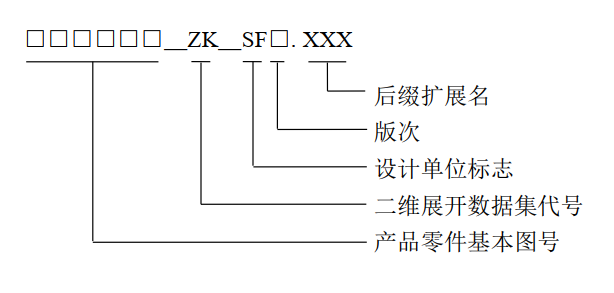 □□□□□□__ZK__SF□. XXX
后缀扩展名
版次
设计单位标志
二维展开数据集代号
产品零件基本图号